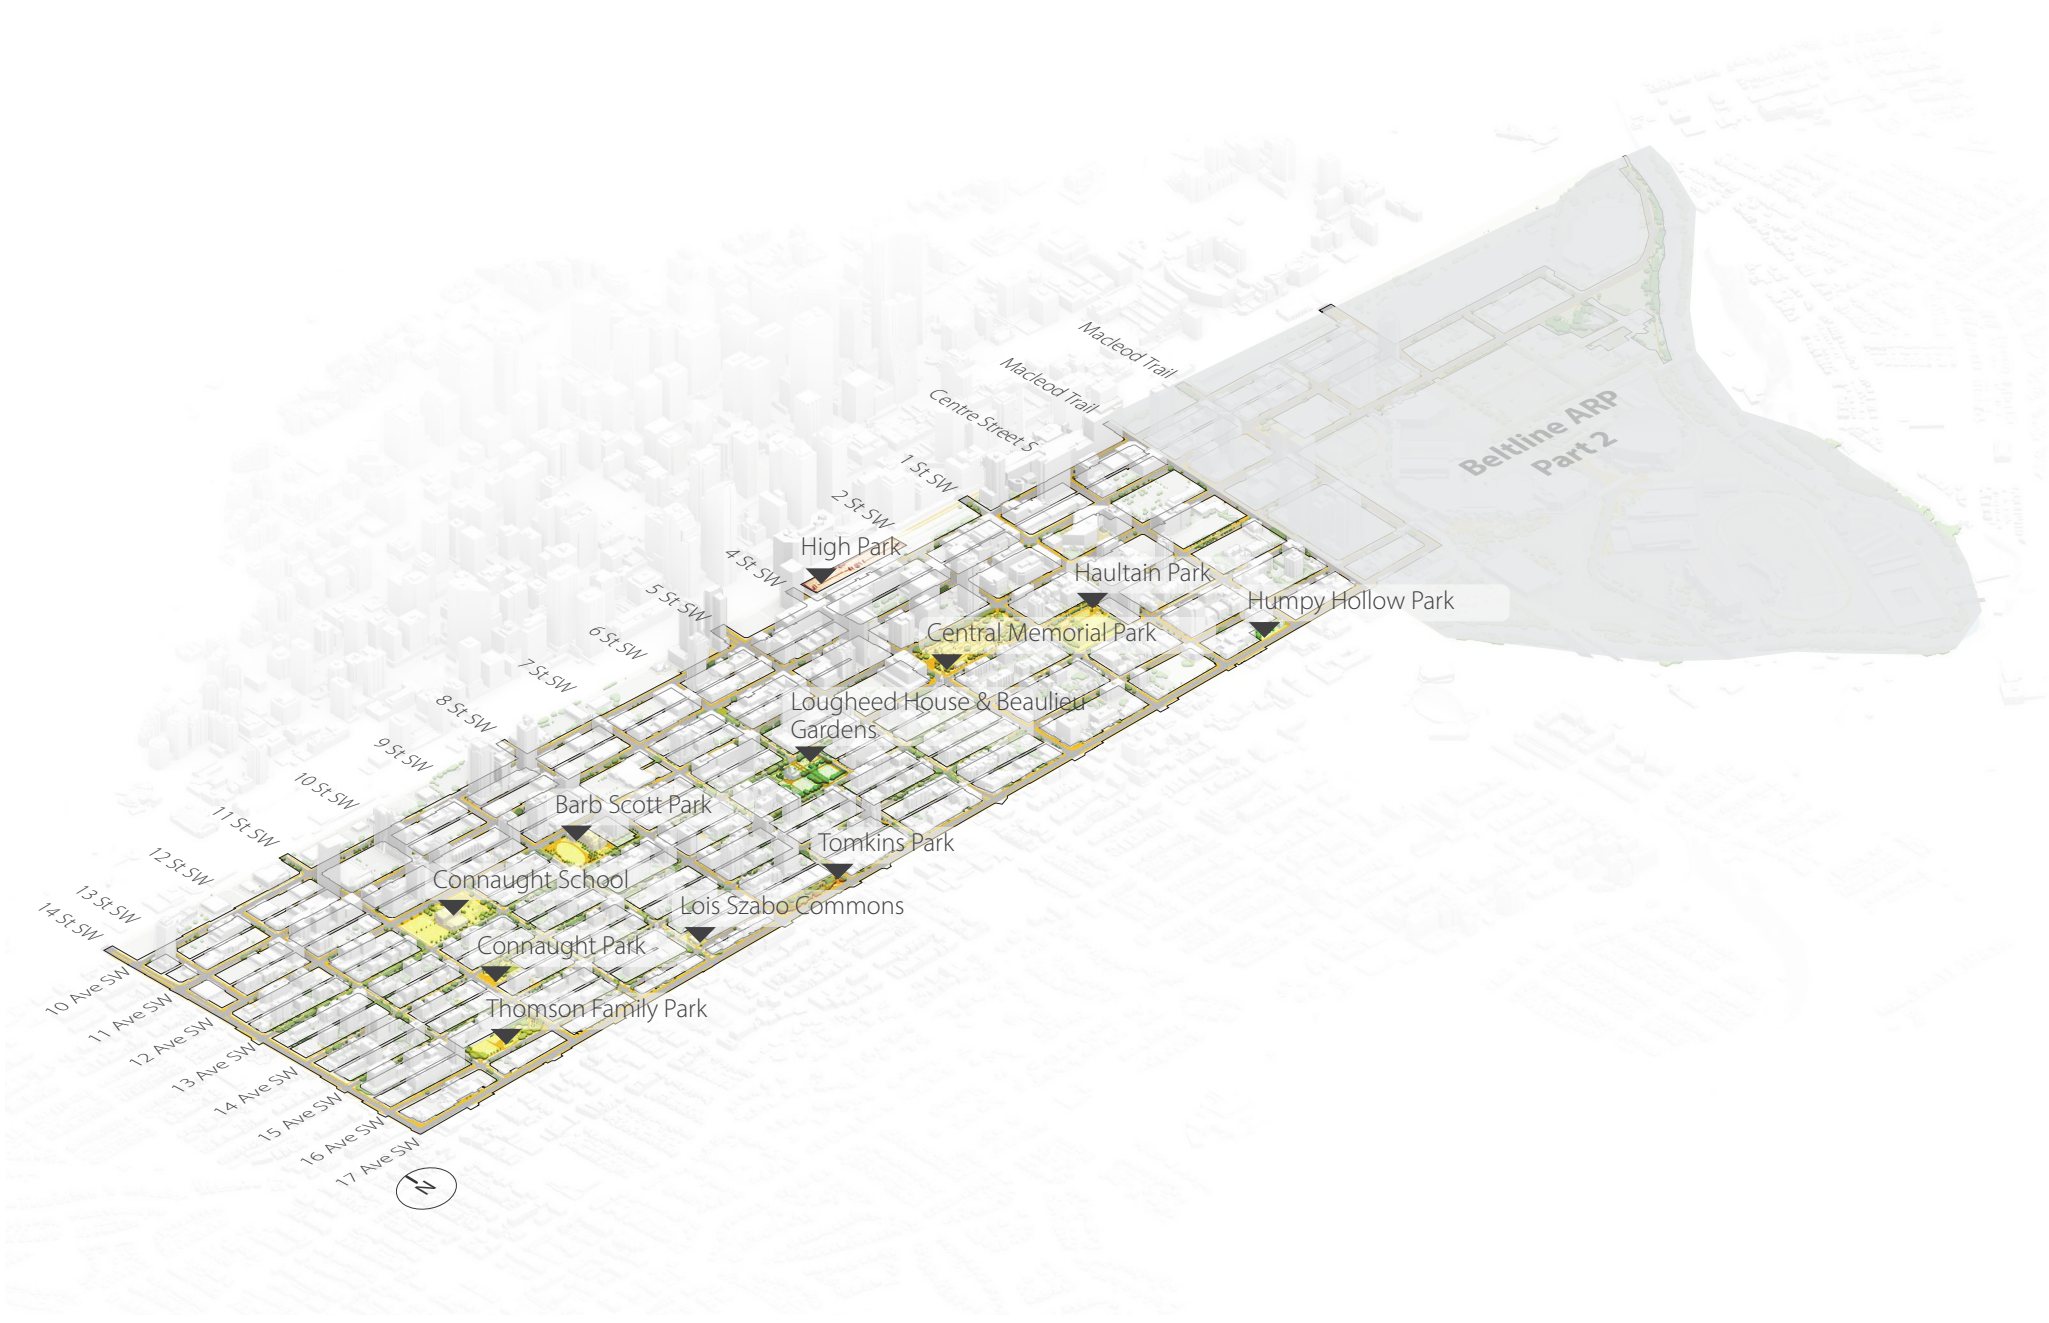 Macleod Trail
Macleod Trail
Centre Street S
1 St SW
2 St SW
4 St SW
5 St SW
6 St SW
7 St SW
8 St SW
9 St SW
10 St SW
11 St SW
12 St SW
13 St SW
14 St SW
Beltline ARP
Part 2
High Park
Haultain Park
Humpy Hollow Park
Central Memorial Park
Lougheed House & Beaulieu
Gardens
Barb Scott Park
Tomkins Park
Connaught School
Lois Szabo Commons
Connaught Park
Thomson Family Park
10 Ave SW
11 Ave SW
12 Ave SW
13 Ave SW
14 Ave SW
15 Ave SW
16 Ave SW
17 Ave SW
N